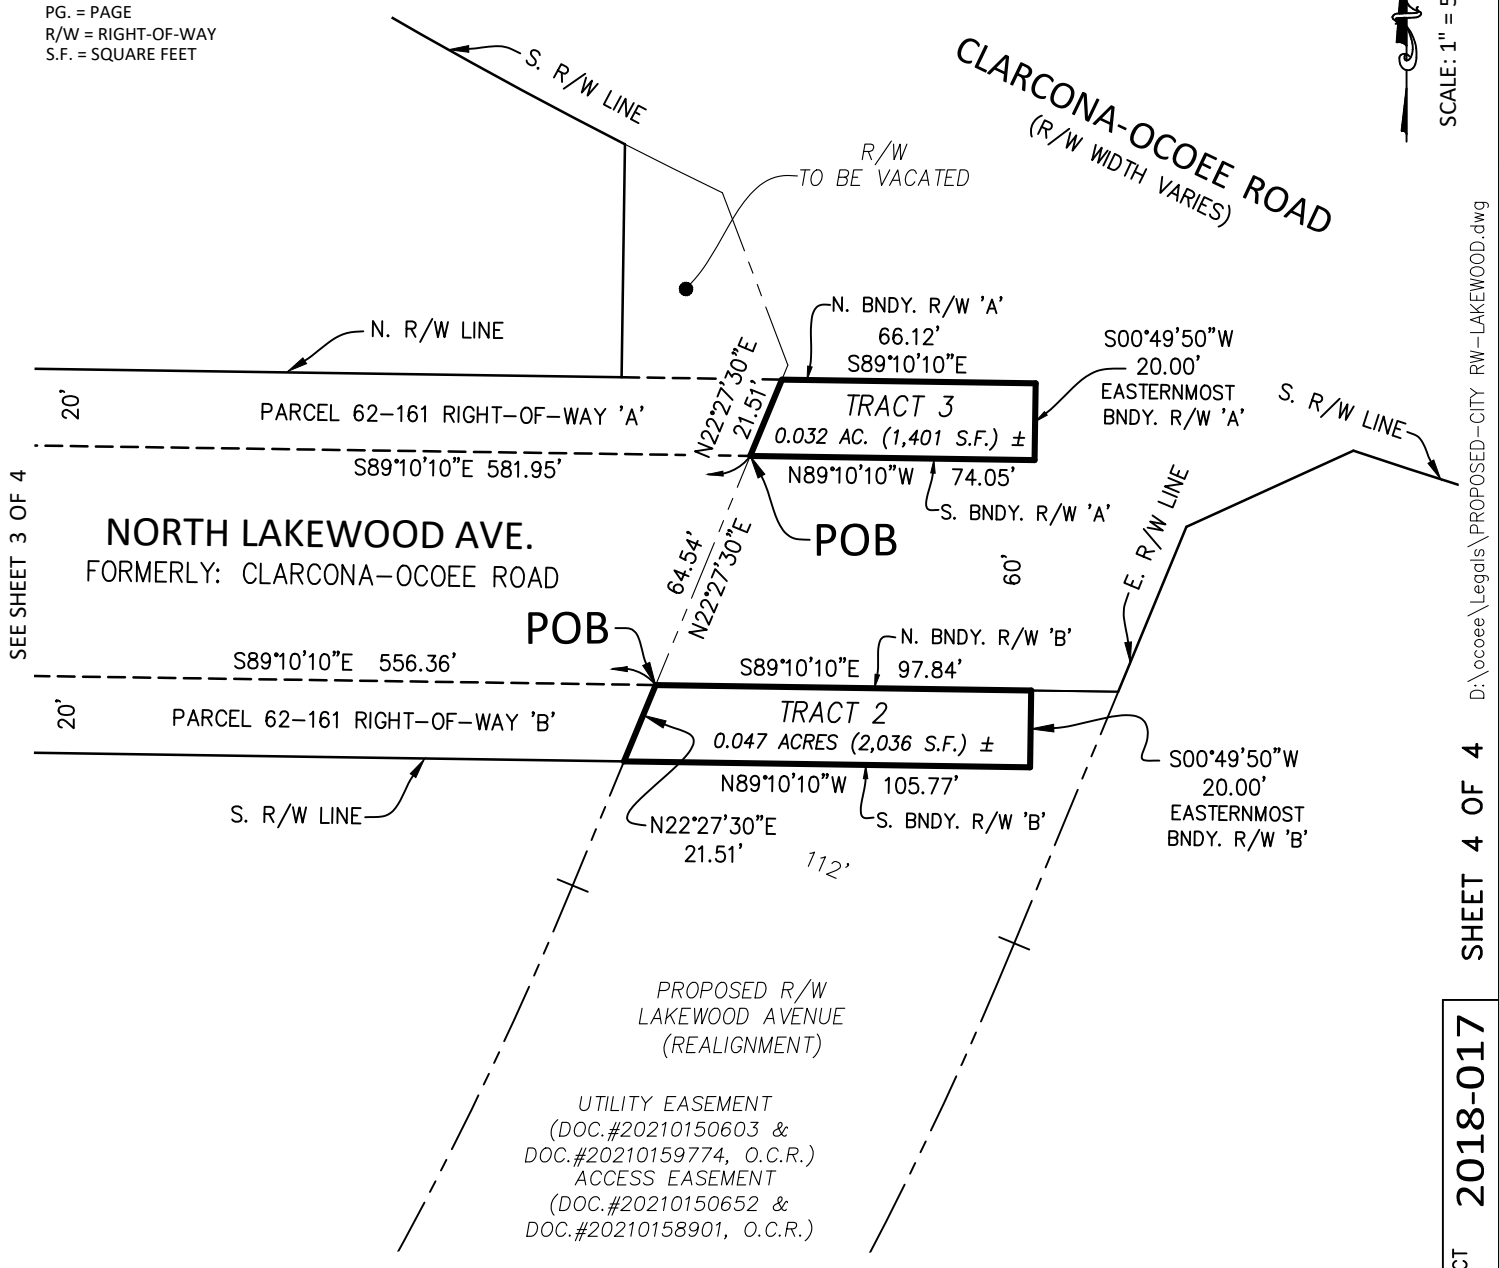 PG. = PAGE
R/W = RIGHT-OF-WAY
S.F. = SQUARE FEET
S. R/W LINE
CLARCONA-OCOEE ROAD
(R/W WIDTH VARIES)
SCALE: 1" = 5
R/W
TO BE VACATED
N. R/W LINE
N. BNDY. R/W 'A'
66.12'
S89°10'10"E
S00°49'50"W
20.00'
EASTERNMOST
BNDY. R/W 'A'
S. R/W LINE
20'
PARCEL 62-161 RIGHT-OF-WAY 'A'
N22°27'30"E
21.51'
TRACT 3
0.032 AC. (1,401 S.F.) ±
S89°10'10"E 581.95'
N89°10'10"W 74.05'
S. BNDY. R/W 'A'
POB
NORTH LAKEWOOD AVE.
FORMERLY: CLARCONA-OCOEE ROAD
64.54'
N22°27'30"E
60'
E. R/W LINE
SEE SHEET 3 OF 4
POB
S89°10'10"E 556.36'
N. BNDY. R/W 'B'
S89°10'10"E 97.84'
20'
PARCEL 62-161 RIGHT-OF-WAY 'B'
TRACT 2
0.047 ACRES (2,036 S.F.) ±
N89°10'10"W 105.77'
S. BNDY. R/W 'B'
S00°49'50"W
20.00'
EASTERNMOST
BNDY. R/W 'B'
S. R/W LINE
N22°27'30"E
21.51'
112'
PROPOSED R/W
LAKEWOOD AVENUE
(REALIGNMENT)
UTILITY EASEMENT
(DOC.#20210150603 &
DOC.#20210159774, O.C.R.)
ACCESS EASEMENT
(DOC.#20210150652 &
DOC.#20210158901, O.C.R.)
D:\ocoee\Legals\PROPOSED-CITY RW-LAKEWOOD.dwg
SHEET 4 OF 4
CT 2018-017